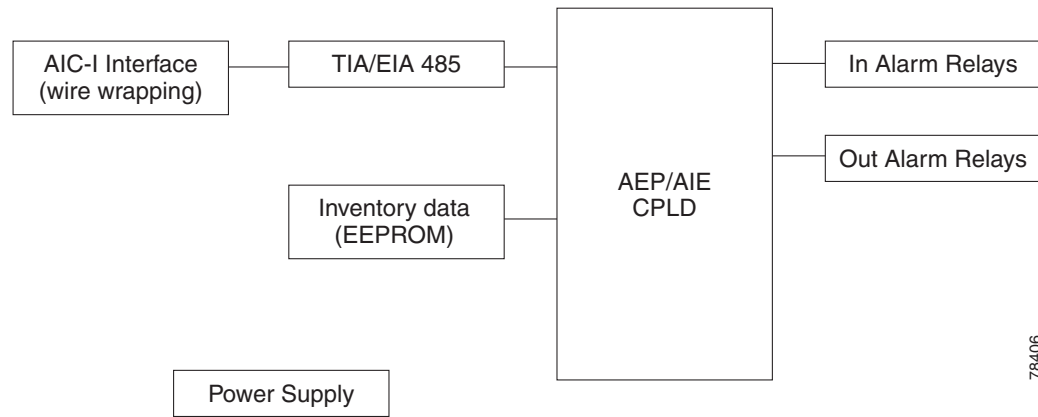 AIC-I Interface
(wire wrapping)
TIA/EIA 485
In Alarm Relays
Out Alarm Relays
AEP/AIE
CPLD
Inventory data
(EEPROM)
Power Supply
78406